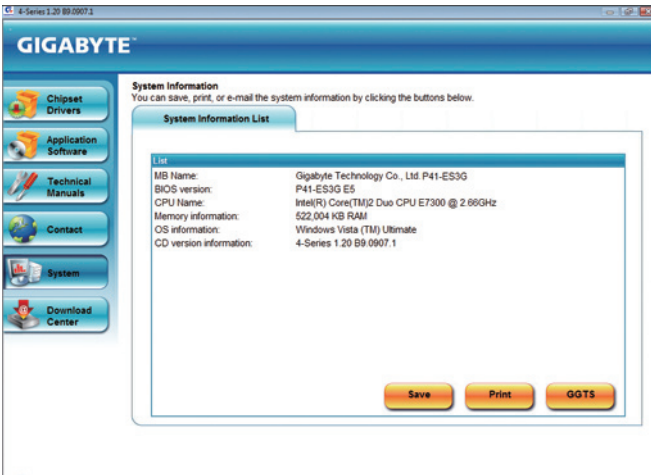 4-Series 1.20 B9.0907.1
GIGABYTE™
Chipset
Drivers
Application
Software
Technical
Manuals
Contact
System
Download
Center
System Information
You can save, print, or e-mail the system information by clicking the buttons below.
System Information List
List
MB Name: Gigabyte Technology Co., Ltd. P41-ES3G
BIOS version: P41-ES3G E5
CPU Name: Intel(R) Core(TM)2 Duo CPU E7300 @ 2.66GHz
Memory information: 522,004 KB RAM
OS information: Windows Vista (TM) Ultimate
CD version information: 4-Series 1.20 B9.0907.1
Save Print GGTS